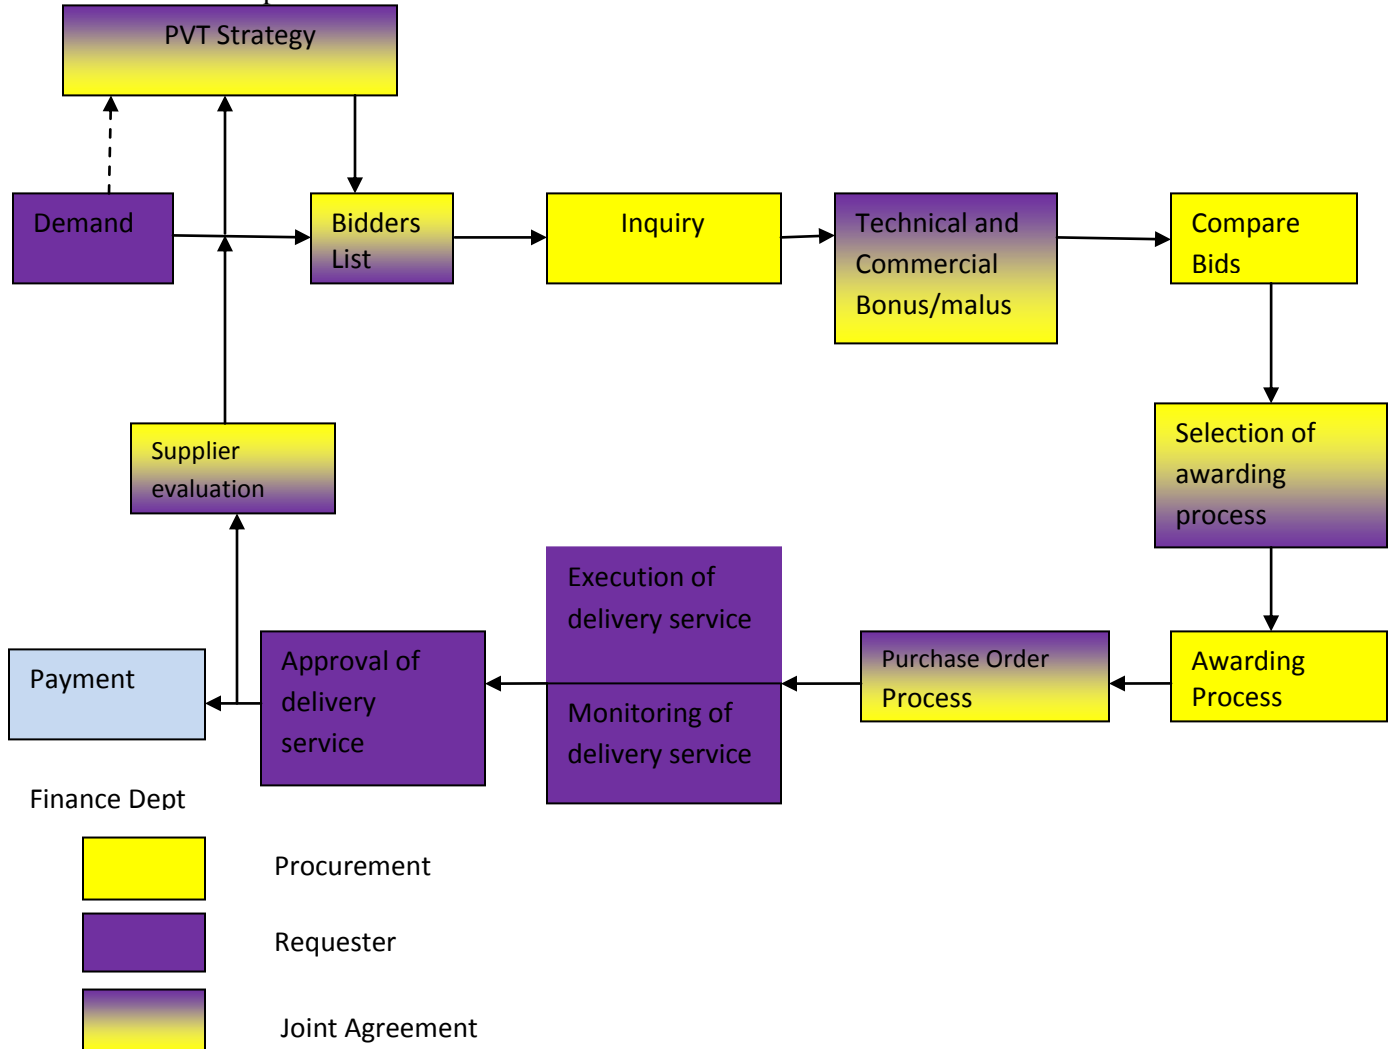 PVT Strategy
Demand
Bidders
List
Inquiry
Technical and
Commercial
Bonus/malus
Compare
Bids
Supplier
evaluation
Selection of
awarding
process
Execution of
delivery service
Monitoring of
delivery service
Payment
Approval of
delivery
service
Purchase Order
Process
Awarding
Process
Finance Dept
Procurement
Requester
Joint Agreement